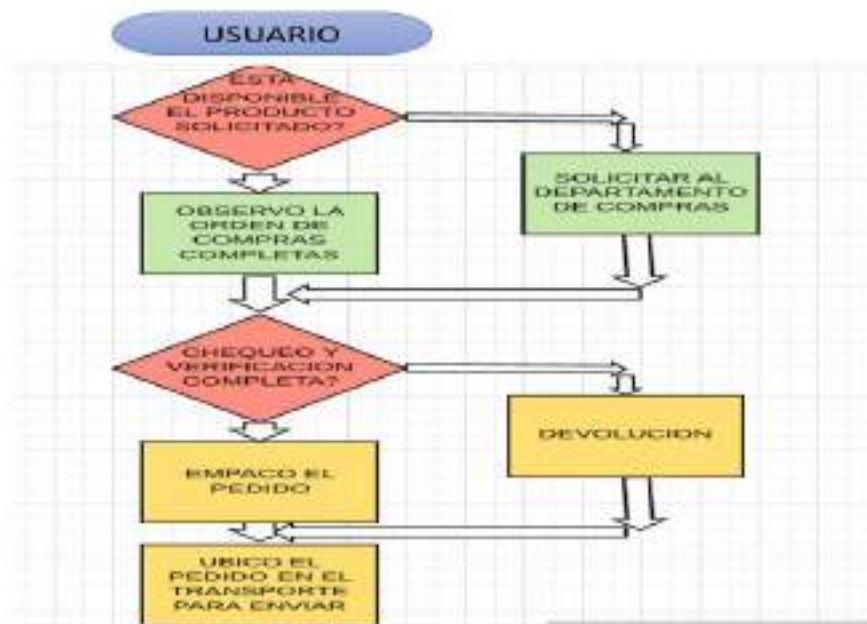 USUARIO
ESTA
DISPONIBLE
EL PRODUCTO
SOLICITADO?
SOLICITAR AL
DEPARTAMENTO
DE COMPRAS
OBSERVO LA
ORDEN DE
COMPRAS
COMPLETAS
CHEQUEO Y
VERIFICACION
COMPLETA?
DEVOLUCION
EMPACO EL
PEDIDO
UBICO EL
PEDIDO EN EL
TRANSPORTE
PARA ENVIAR